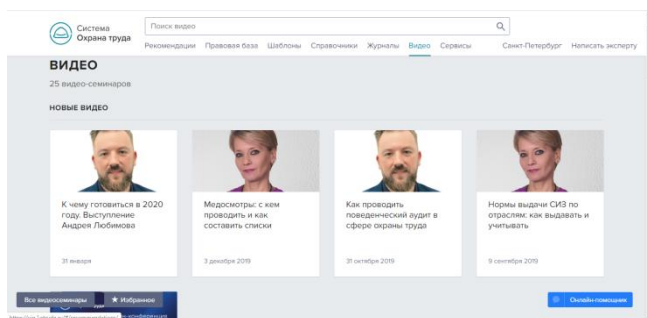 Система
Охрана труда
Поиск видео
Рекомендации Правовая база Шаблоны Справочники Журналы Видео Сервисы Санкт-Петербург Написать эксперту
ВИДЕО
25 видео-семинаров
НОВЫЕ ВИДЕО
К чему готовиться в 2020
году. Выступление
Андрея Любимова
31 января
Медосмотры: с кем
проводить и как
составить списки
3 декабря 2019
Как проводить
поведенческий аудит в
сфере охраны труда
31 октября 2019
Нормы выдачи СИЗ по
отраслям: как выдавать и
учитывать
9 сентября 2019
Все видеосеминары ★ Избранное
Онлайн-помощник